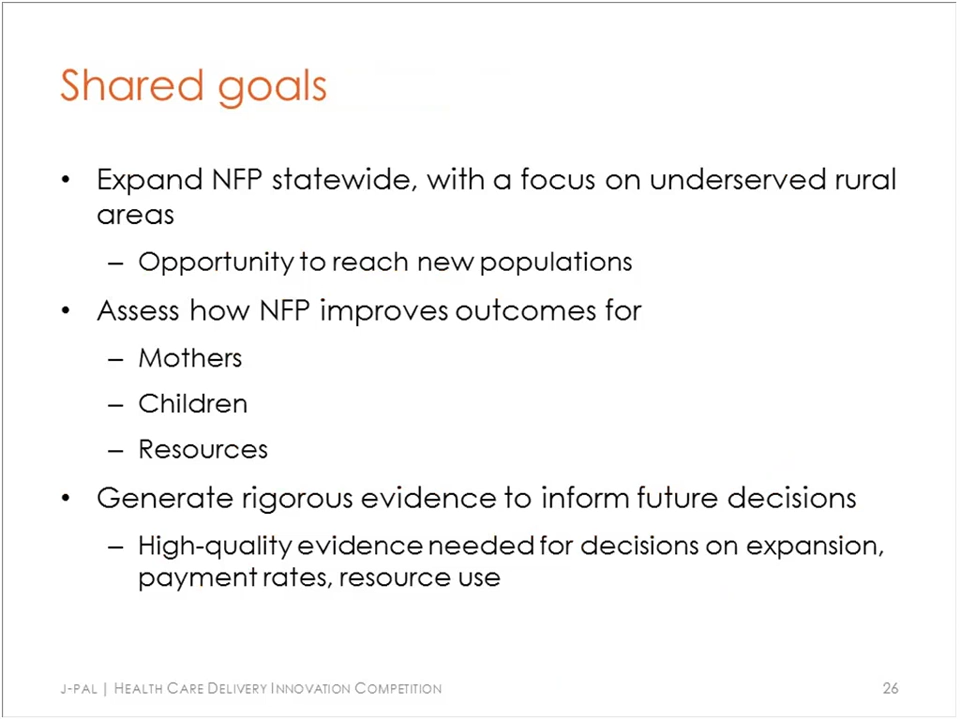 Shared goals
• Expand NFP statewide, with a focus on underserved rural
areas
– Opportunity to reach new populations
• Assess how NFP improves outcomes for
– Mothers
– Children
– Resources
• Generate rigorous evidence to inform future decisions
– High-quality evidence needed for decisions on expansion,
payment rates, resource use
J-PAL | HEALTH CARE DELIVERY INNOVATION COMPETITION 26